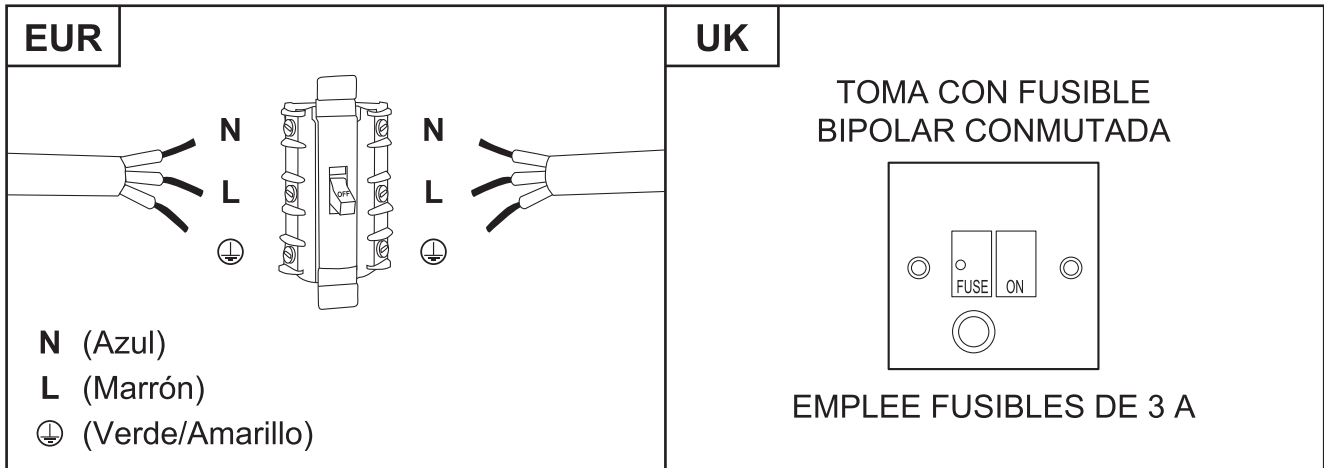 EUR
N N
L OFF L
N (Azul)
L (Marrón)
(Verde/Amarillo)
UK
TOMA CON FUSIBLE
BIPOLAR CONMUTADA
FUSE ON
EMPLEE FUSIBLES DE 3 A